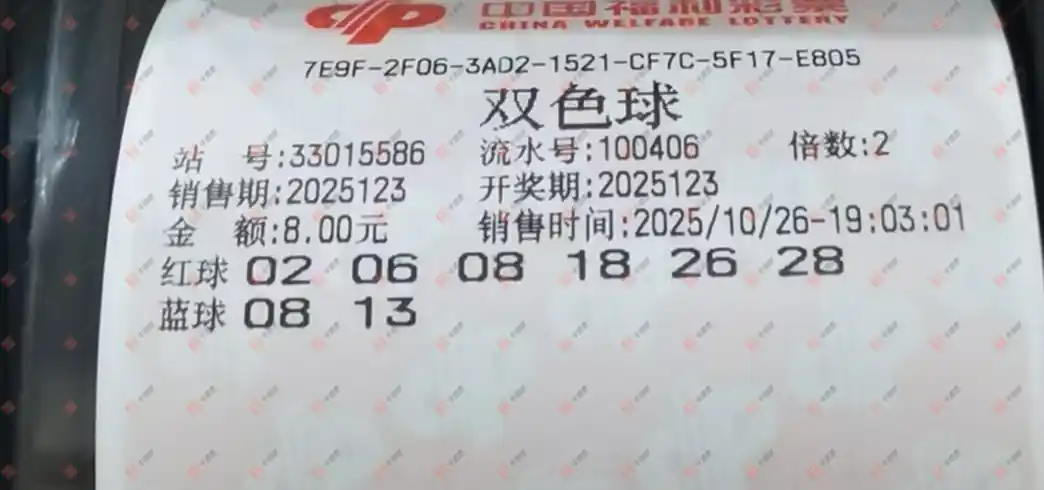 中国福利彩票
CHINA WELFARE LOTTERY
7E9F-2F06-3AD2-1521-CF7C-5F17-E805
双色球
站 号:33015586 流水号:100406 倍数:2
销售期:2025123 开奖期:2025123
金 额:8.00元 销售时间:2025/10/26-19:03:01
红球 02 06 08 18 26 28
蓝球 08 13